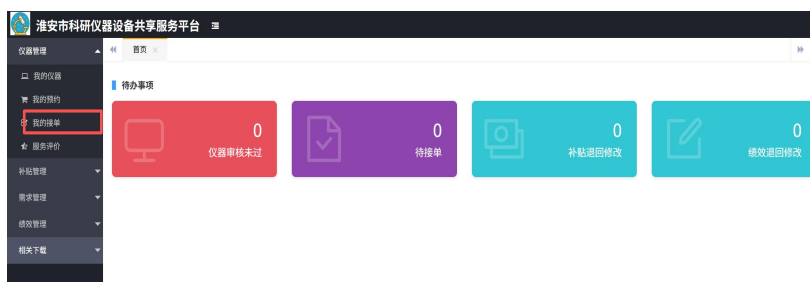 淮安市科研仪器设备共享服务平台
仪器管理
首页
我的仪器
待办事项
我的预约
我的接单
服务评价
0
仪器审核未过
0
待接单
0
补贴退回修改
0
绩效退回修改
补贴管理
需求管理
绩效管理
相关下载